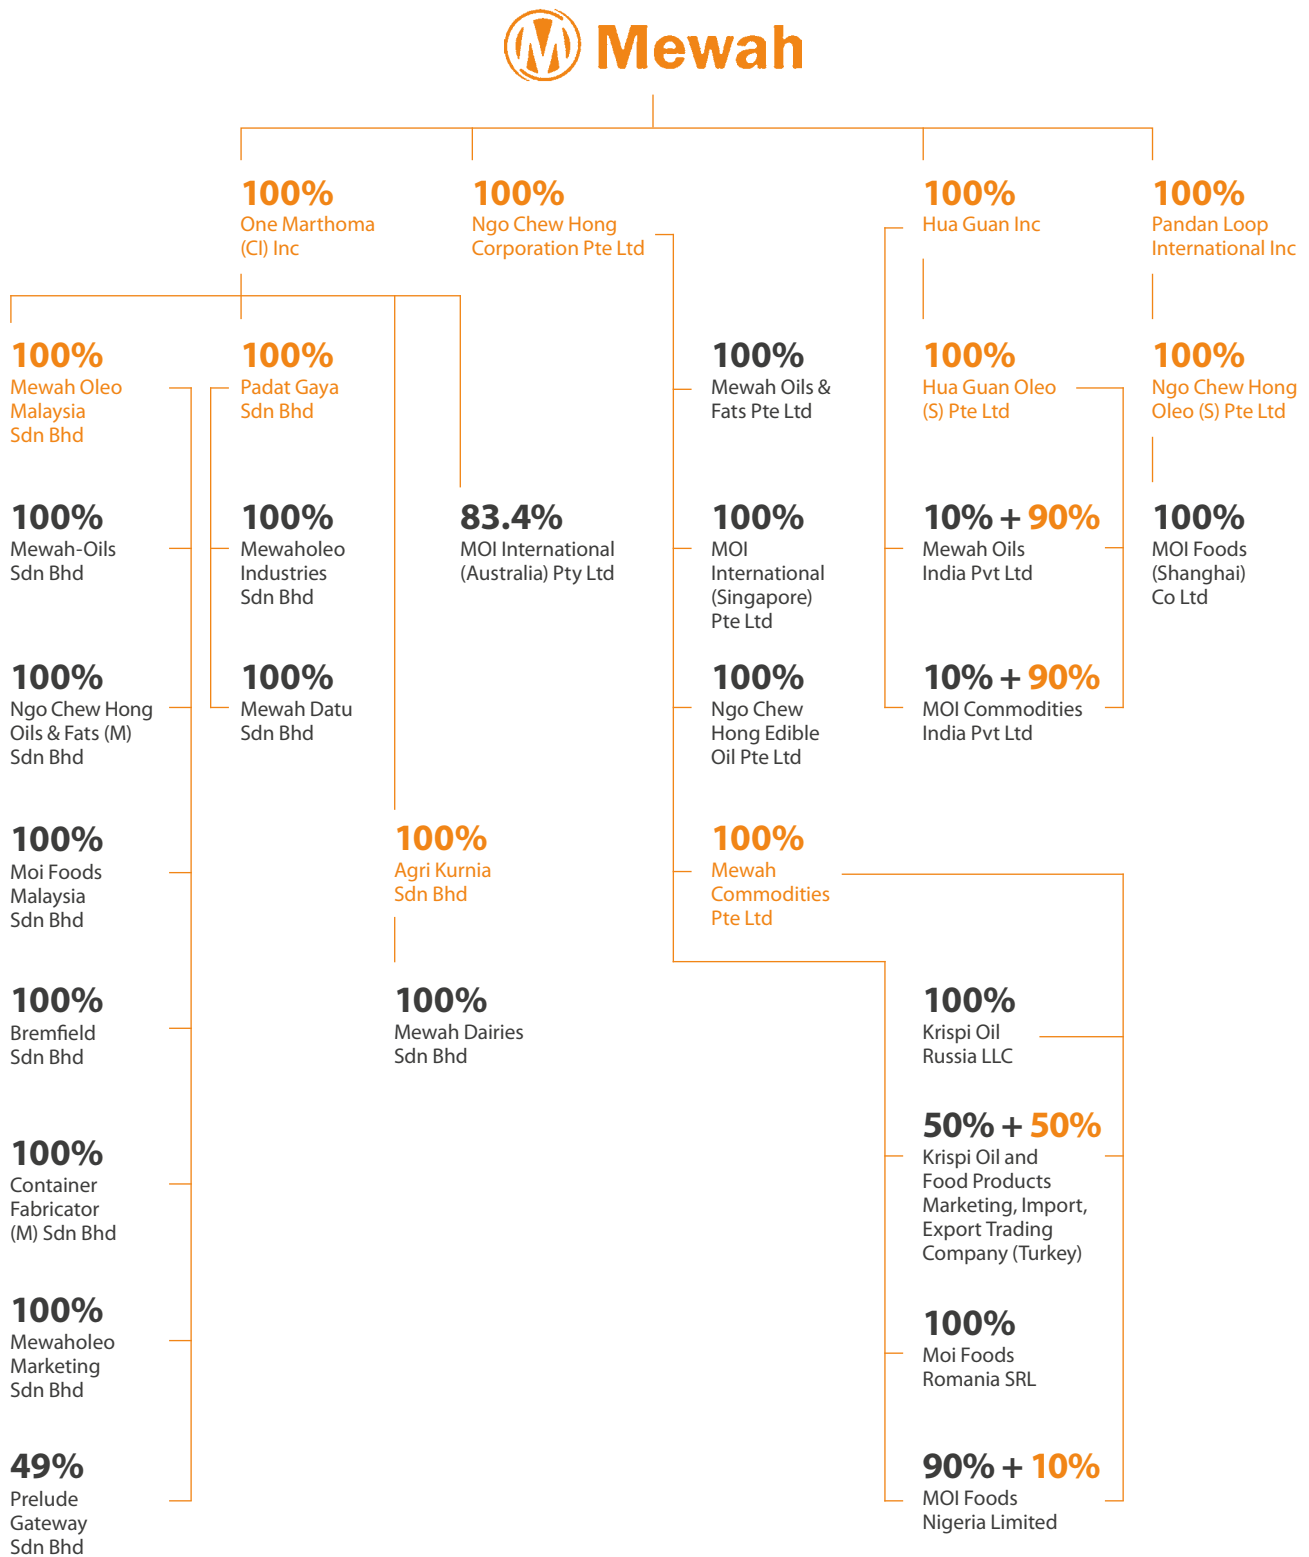 Mewah
100%
One Marthoma
(CI) Inc
100%
Ngo Chew Hong
Corporation Pte Ltd
100%
Hua Guan Inc
100%
Pandan Loop
International Inc
100%
Mewah Oleo
Malaysia
Sdn Bhd
100%
Padat Gaya
Sdn Bhd
100%
Mewah Oils &
Fats Pte Ltd
100%
Hua Guan Oleo
(S) Pte Ltd
100%
Ngo Chew Hong
Oleo (S) Pte Ltd
100%
Mewah-Oils
Sdn Bhd
100%
Mewaholeo
Industries
Sdn Bhd
83.4%
MOI International
(Australia) Pty Ltd
100%
MOI
International
(Singapore)
Pte Ltd
10% + 90%
Mewah Oils
India Pvt Ltd
100%
MOI Foods
(Shanghai)
Co Ltd
100%
Ngo Chew Hong
Oils & Fats (M)
Sdn Bhd
100%
Mewah Datu
Sdn Bhd
100%
Ngo Chew
Hong Edible
Oil Pte Ltd
10% + 90%
MOI Commodities
India Pvt Ltd
100%
Moi Foods
Malaysia
Sdn Bhd
100%
Agri Kurnia
Sdn Bhd
100%
Mewah
Commodities
Pte Ltd
100%
Bremfield
Sdn Bhd
100%
Mewah Dairies
Sdn Bhd
100%
Krispi Oil
Russia LLC
100%
Container
Fabricator
(M) Sdn Bhd
50% + 50%
Krispi Oil and
Food Products
Marketing, Import,
Export Trading
Company (Turkey)
100%
Mewaholeo
Marketing
Sdn Bhd
100%
Moi Foods
Romania SRL
49%
Prelude
Gateway
Sdn Bhd
90% + 10%
MOI Foods
Nigeria Limited